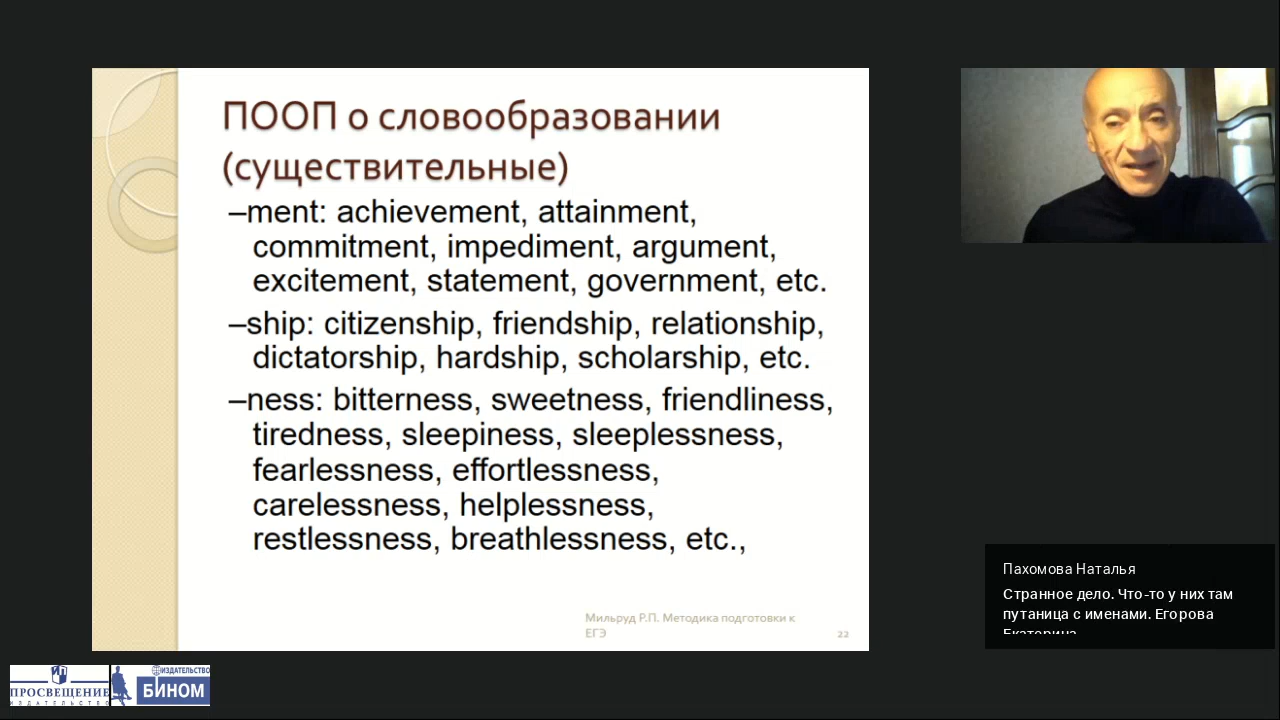 ПООП о словообразовании
(существительные)
–ment: achievement, attainment,
commitment, impediment, argument,
excitement, statement, government, etc.
–ship: citizenship, friendship, relationship,
dictatorship, hardship, scholarship, etc.
–ness: bitterness, sweetness, friendliness,
tiredness, sleepiness, sleeplessness,
fearlessness, effortlessness,
carelessness, helplessness,
restlessness, breathlessness, etc.,
Мильруд Р.П. Методика подготовки к
ЕГЭ
22
Пахомова Наталья
Странное дело. Что-то у них там
путаница с именами. Егорова
Екатерина
ПРОСВЕЩЕНИЕ
ИЗДАТЕЛЬСТВО
ИЗДАТЕЛЬСТВО
БИНОМ